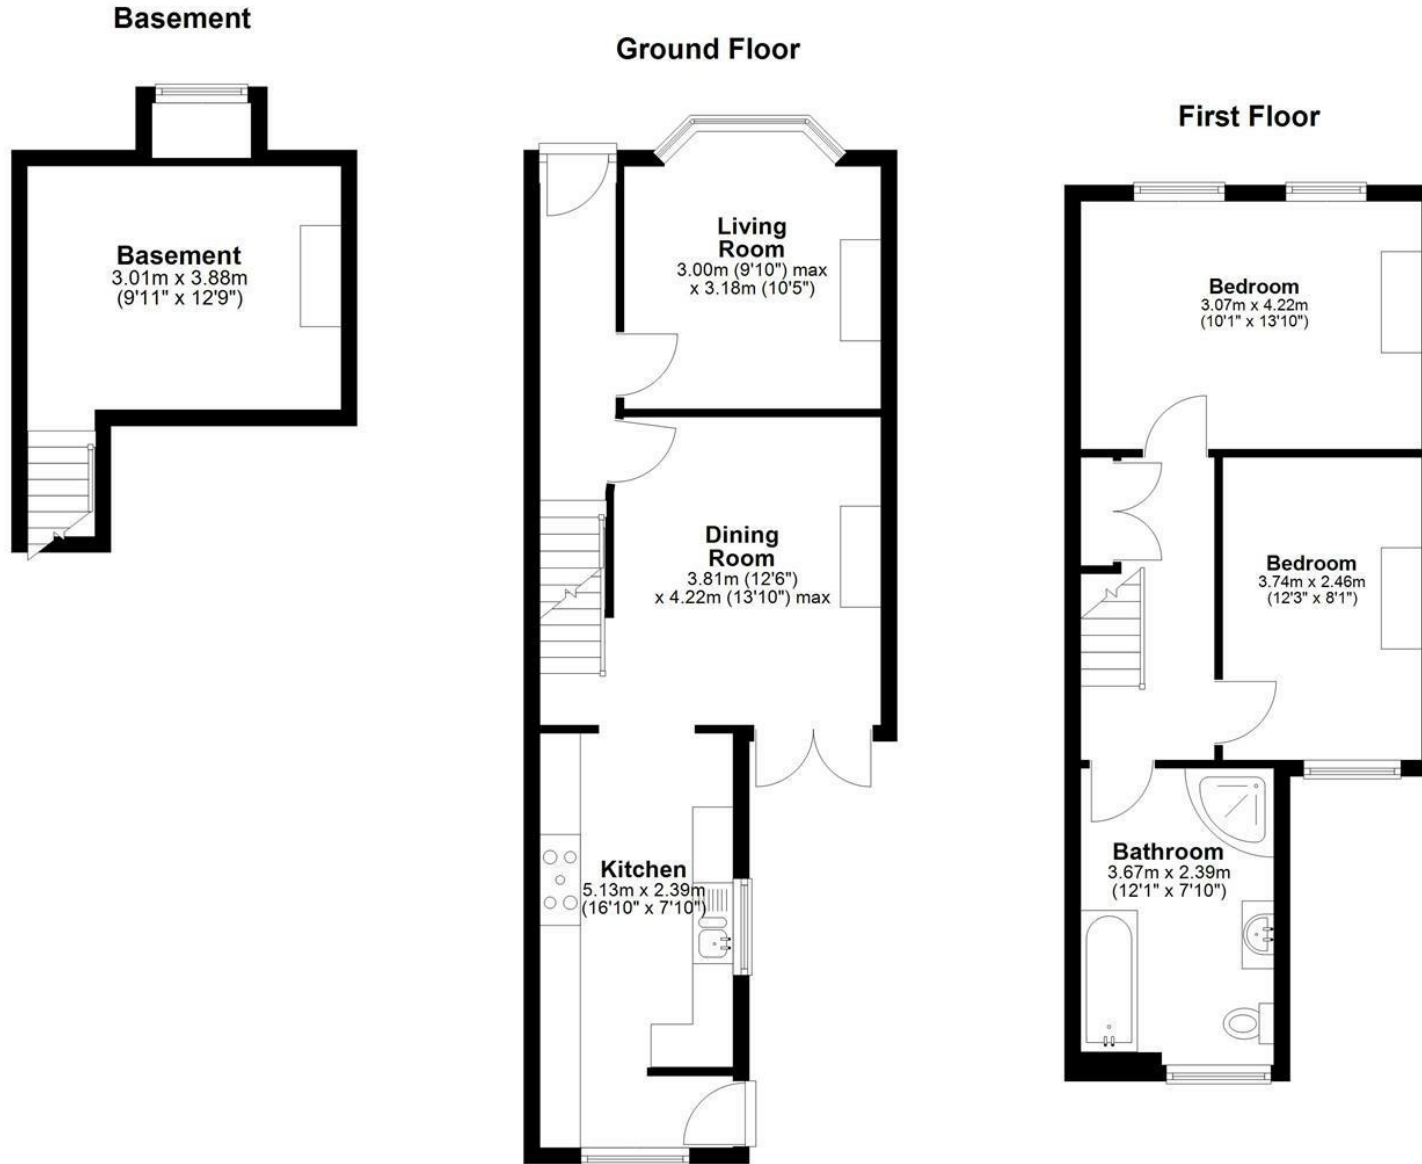 Basement
Basement
3.01m x 3.88m
(9'11" x 12'9")
Ground Floor
Living
Room
3.00m (9'10") max
x 3.18m (10'5")
Dining
Room
3.81m (12'6")
x 4.22m (13'10") max
Kitchen
5.13m x 2.39m
(16'10" x 7'10")
First Floor
Bedroom
3.07m x 4.22m
(10'1" x 13'10")
Bedroom
3.74m x 2.46m
(12'3" x 8'1")
Bathroom
3.67m x 2.39m
(12'1" x 7'10")